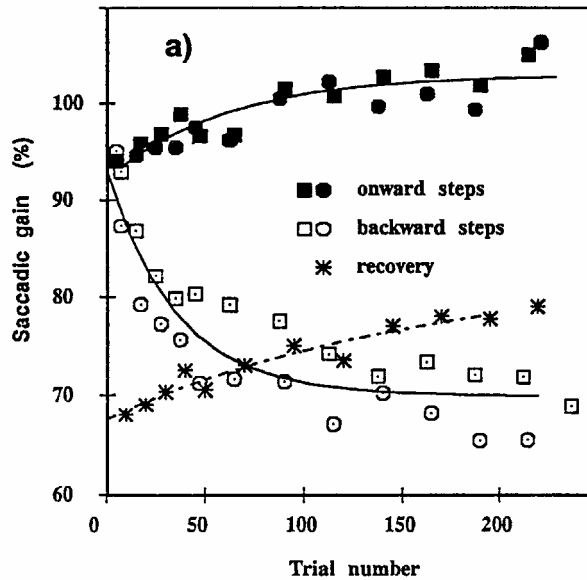 a)
Saccadic gain (%)
100
90
80
70
60
onward steps
backward steps
recovery
0 50 100 150 200
Trial number